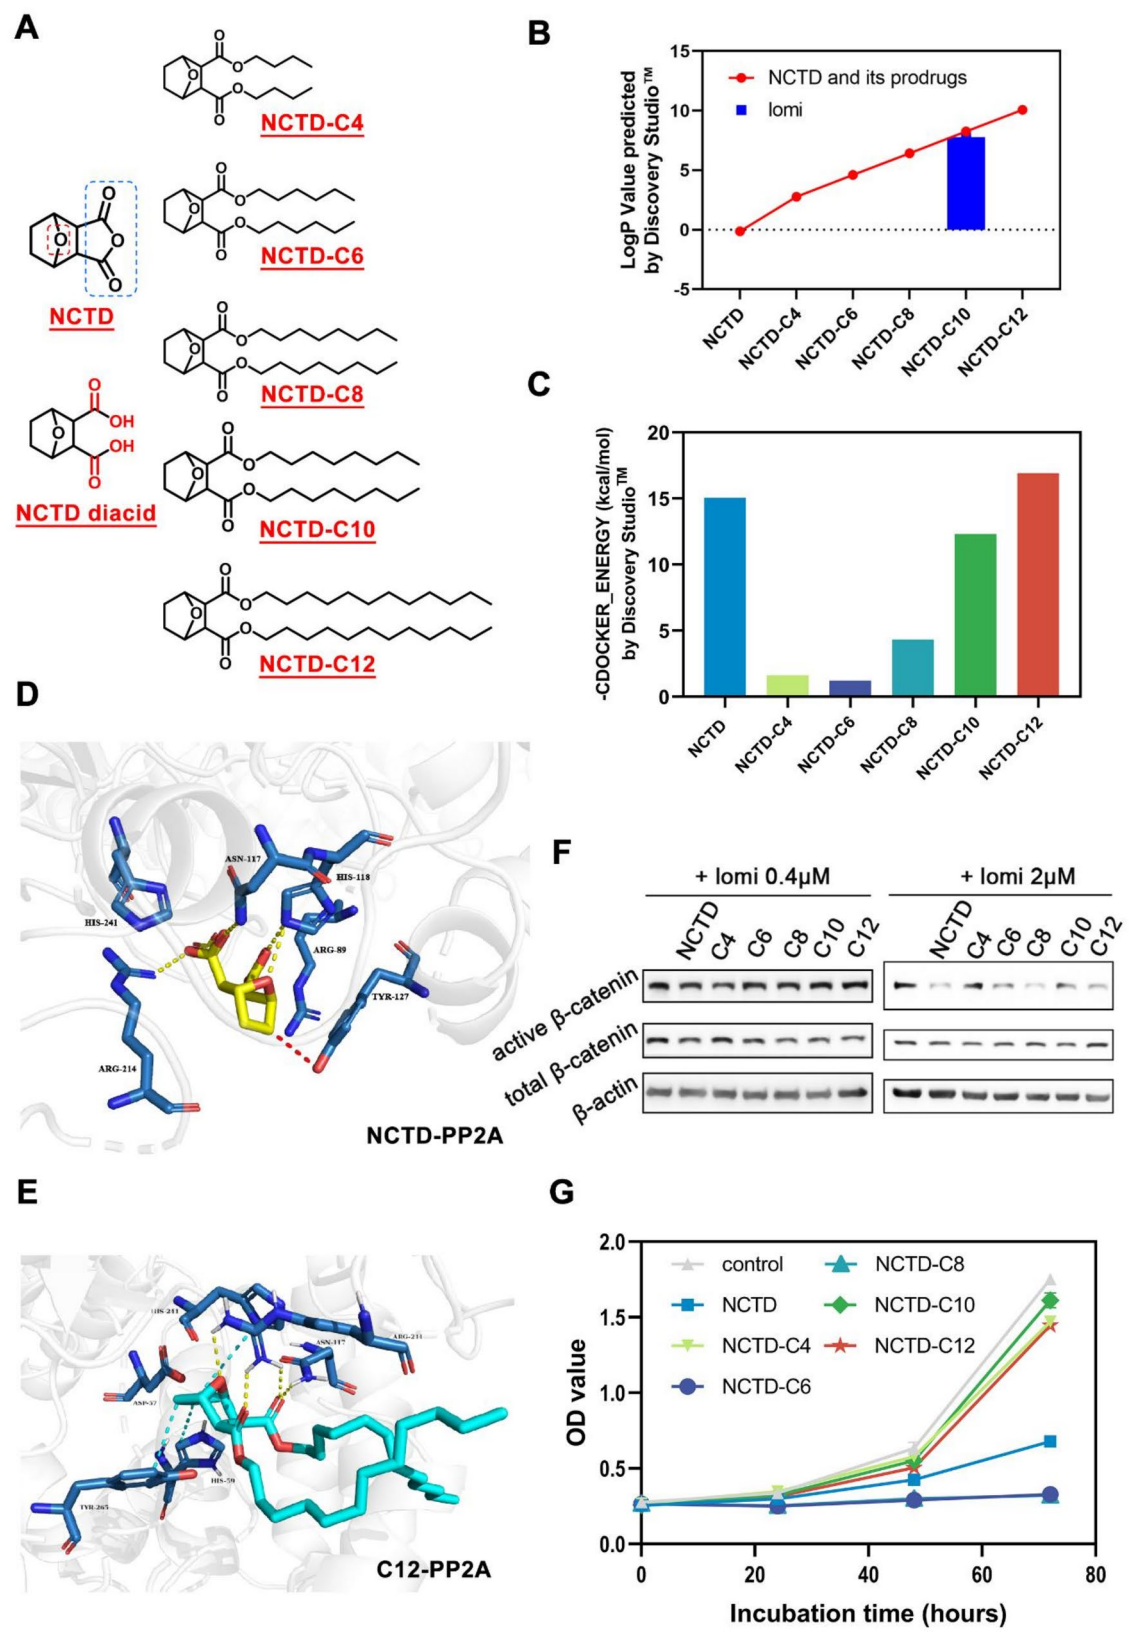 A
O
O
O
O
O
NCTD-C4
O
O
O
O
O
NCTD-C6
O
O
O
O
NCTD
O
O
O
O
O
NCTD-C8
O
OH
O
OH
O
NCTD diacid
O
O
O
O
O
NCTD-C10
O
O
O
O
O
NCTD-C12
B
LogP Value predicted
by Discovery Studio™
15
10
5
0
-5
NCTD and its prodrugs
lomi
NCTD
NCTD-C4
NCTD-C6
NCTD-C8
NCTD-C10
NCTD-C12
C
-CDOCKER_ENERGY (kcal/mol)
by Discovery Studio™
20
15
10
5
0
NCTD
NCTD-C4
NCTD-C6
NCTD-C8
NCTD-C10
NCTD-C12
D
ASN-117
HIS-118
HIS-241
ARG-89
TYR-127
ARG-214
NCTD-PP2A
E
HIS-241
ASN-117
ASP-57
HIS-59
TYR-265
C12-PP2A
F
+ lomi 0.4μM
+ lomi 2μM
NCTD
C4
C6
C8
C10
C12
NCTD
C4
C6
C8
C10
C12
active β-catenin
total β-catenin
β-actin
G
OD value
2.0
1.5
1.0
0.5
0.0
control
NCTD
NCTD-C4
NCTD-C6
NCTD-C8
NCTD-C10
NCTD-C12
0
20
40
60
80
Incubation time (hours)